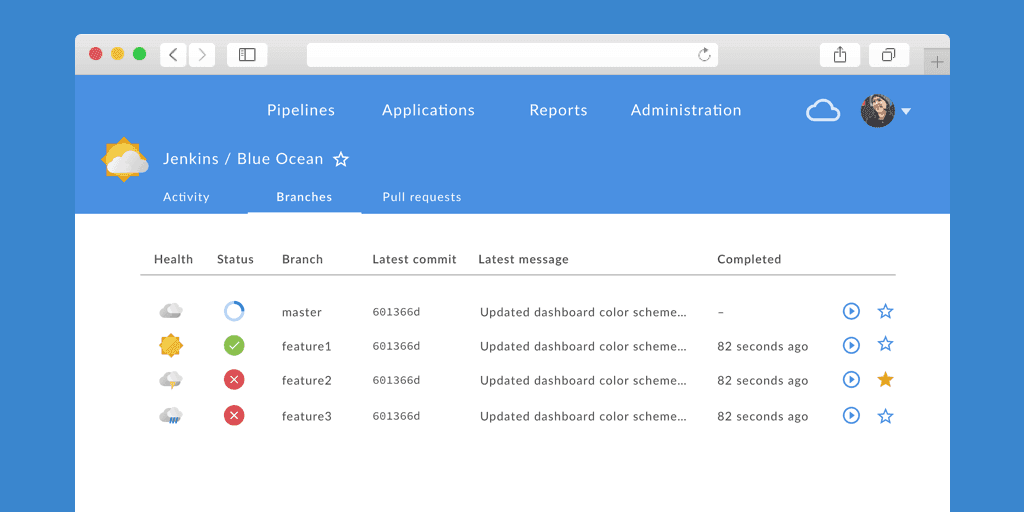 Pipelines Applications Reports Administration
Jenkins / Blue Ocean
Activity Branches Pull requests
Health Status Branch Latest commit Latest message Completed
master 601366d Updated dashboard color scheme... –
feature1 601366d Updated dashboard color scheme... 82 seconds ago
feature2 601366d Updated dashboard color scheme... 82 seconds ago
feature3 601366d Updated dashboard color scheme... 82 seconds ago